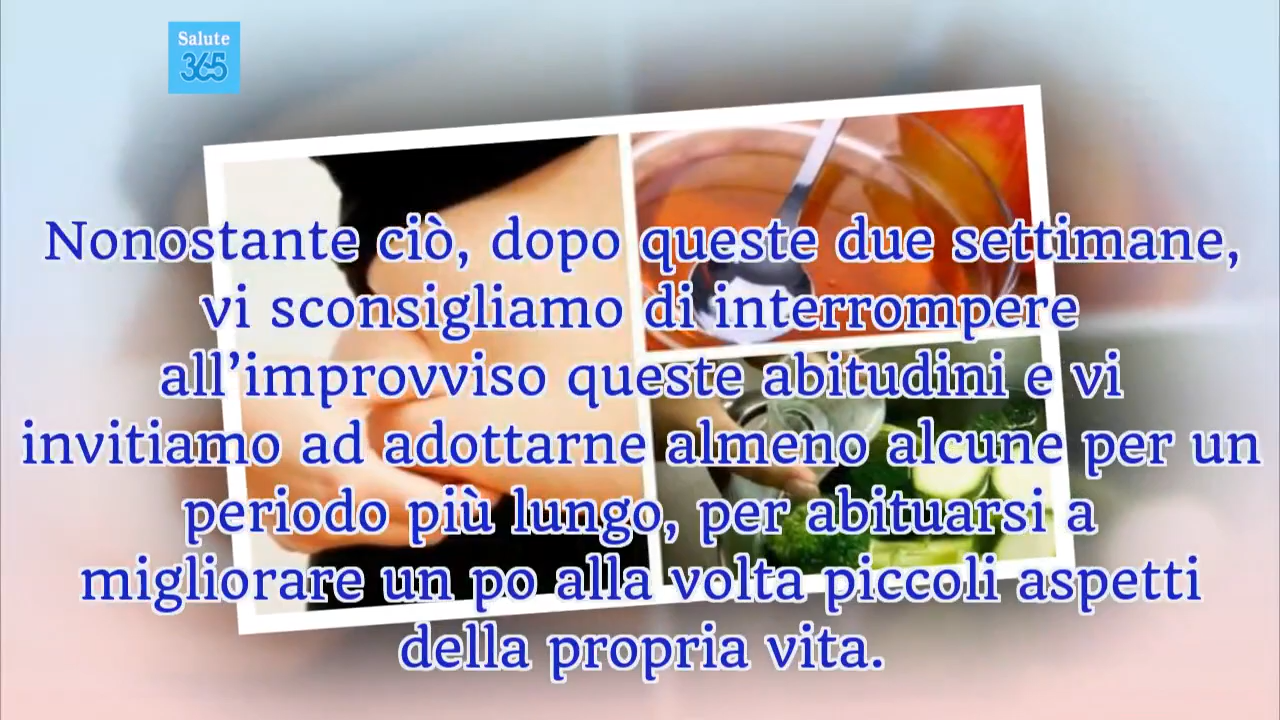 Salute
365
Nonostante ciò, dopo queste due settimane,
vi sconsigliamo di interrompere
all’improvviso queste abitudini e vi
invitiamo ad adottarne almeno alcune per un
periodo più lungo, per abituarsi a
migliorare un po alla volta piccoli aspetti
della propria vita.